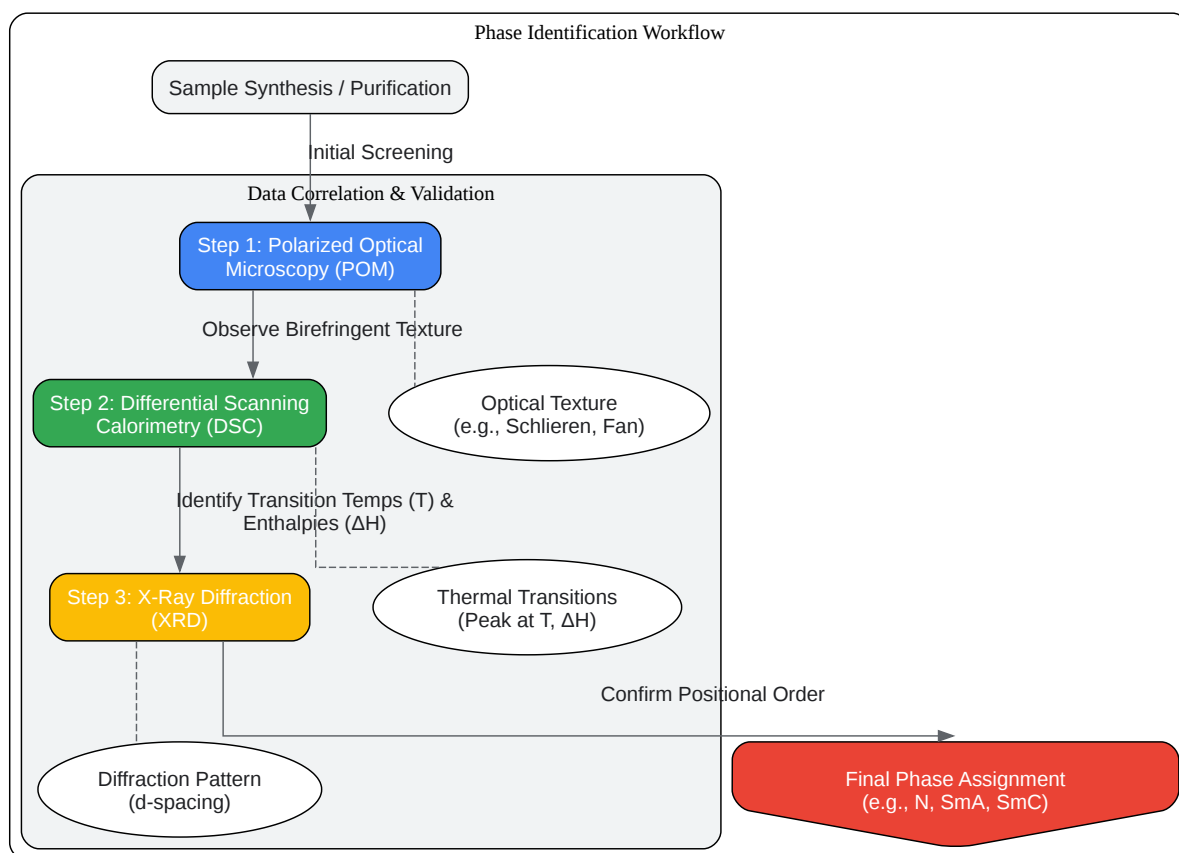 Phase Identification Workflow
Sample Synthesis / Purification
Initial Screening
Data Correlation & Validation
Step 1: Polarized Optical
Microscopy (POM)
Observe Birefringent Texture
Step 2: Differential Scanning
Calorimetry (DSC)
Optical Texture
(e.g., Schlieren, Fan)
Identify Transition Temps (T) &
Enthalpies (ΔH)
Step 3: X-Ray Diffraction
(XRD)
Thermal Transitions
(Peak at T, ΔH)
Confirm Positional Order
Diffraction Pattern
(d-spacing)
Final Phase Assignment
(e.g., N, SmA, SmC)